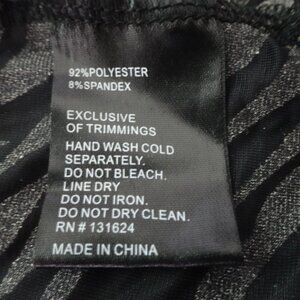 92%POLYESTER
8%SPANDEX
EXCLUSIVE
OF TRIMMINGS
HAND WASH COLD
SEPARATELY.
DO NOT BLEACH.
LINE DRY
DO NOT IRON.
DO NOT DRY CLEAN.
RN # 131624
MADE IN CHINA